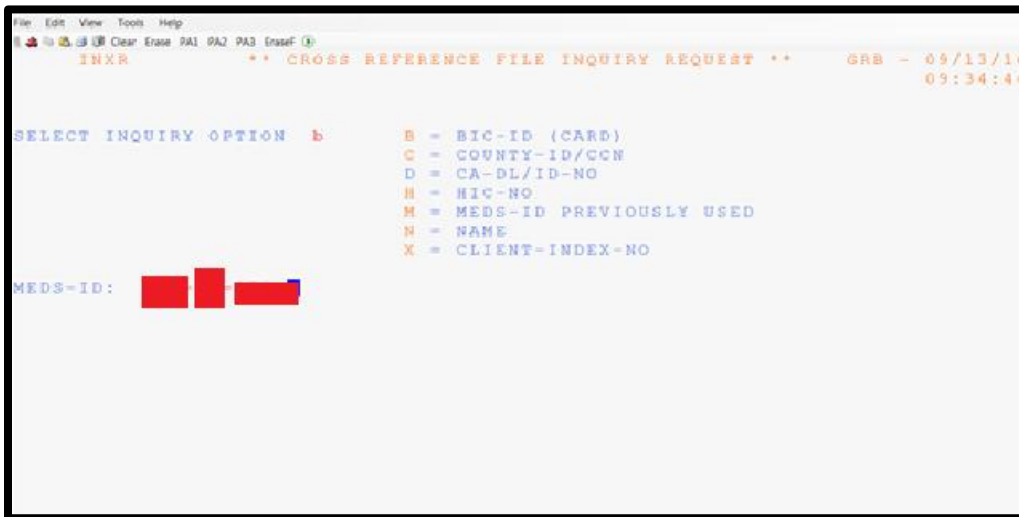 File Edit View Tools Help
Clear Erase PA1 PA2 PA3 EraseF
INXR ** CROSS REFERENCE FILE INQUIRY REQUEST ** GRB - 09/13/1
09:34:4
SELECT INQUIRY OPTION b B = BIC-ID (CARD)
C = COUNTY-ID/CCN
D = CA-DL/ID-NO
H = HIC-NO
M = MEDS-ID PREVIOUSLY USED
N = NAME
X = CLIENT-INDEX-NO
MEDS-ID: